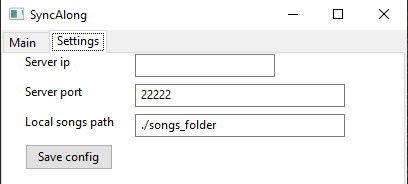 SyncAlong
Main Settings
Server ip
Server port 22222
Local songs path ./songs_folder
Save config